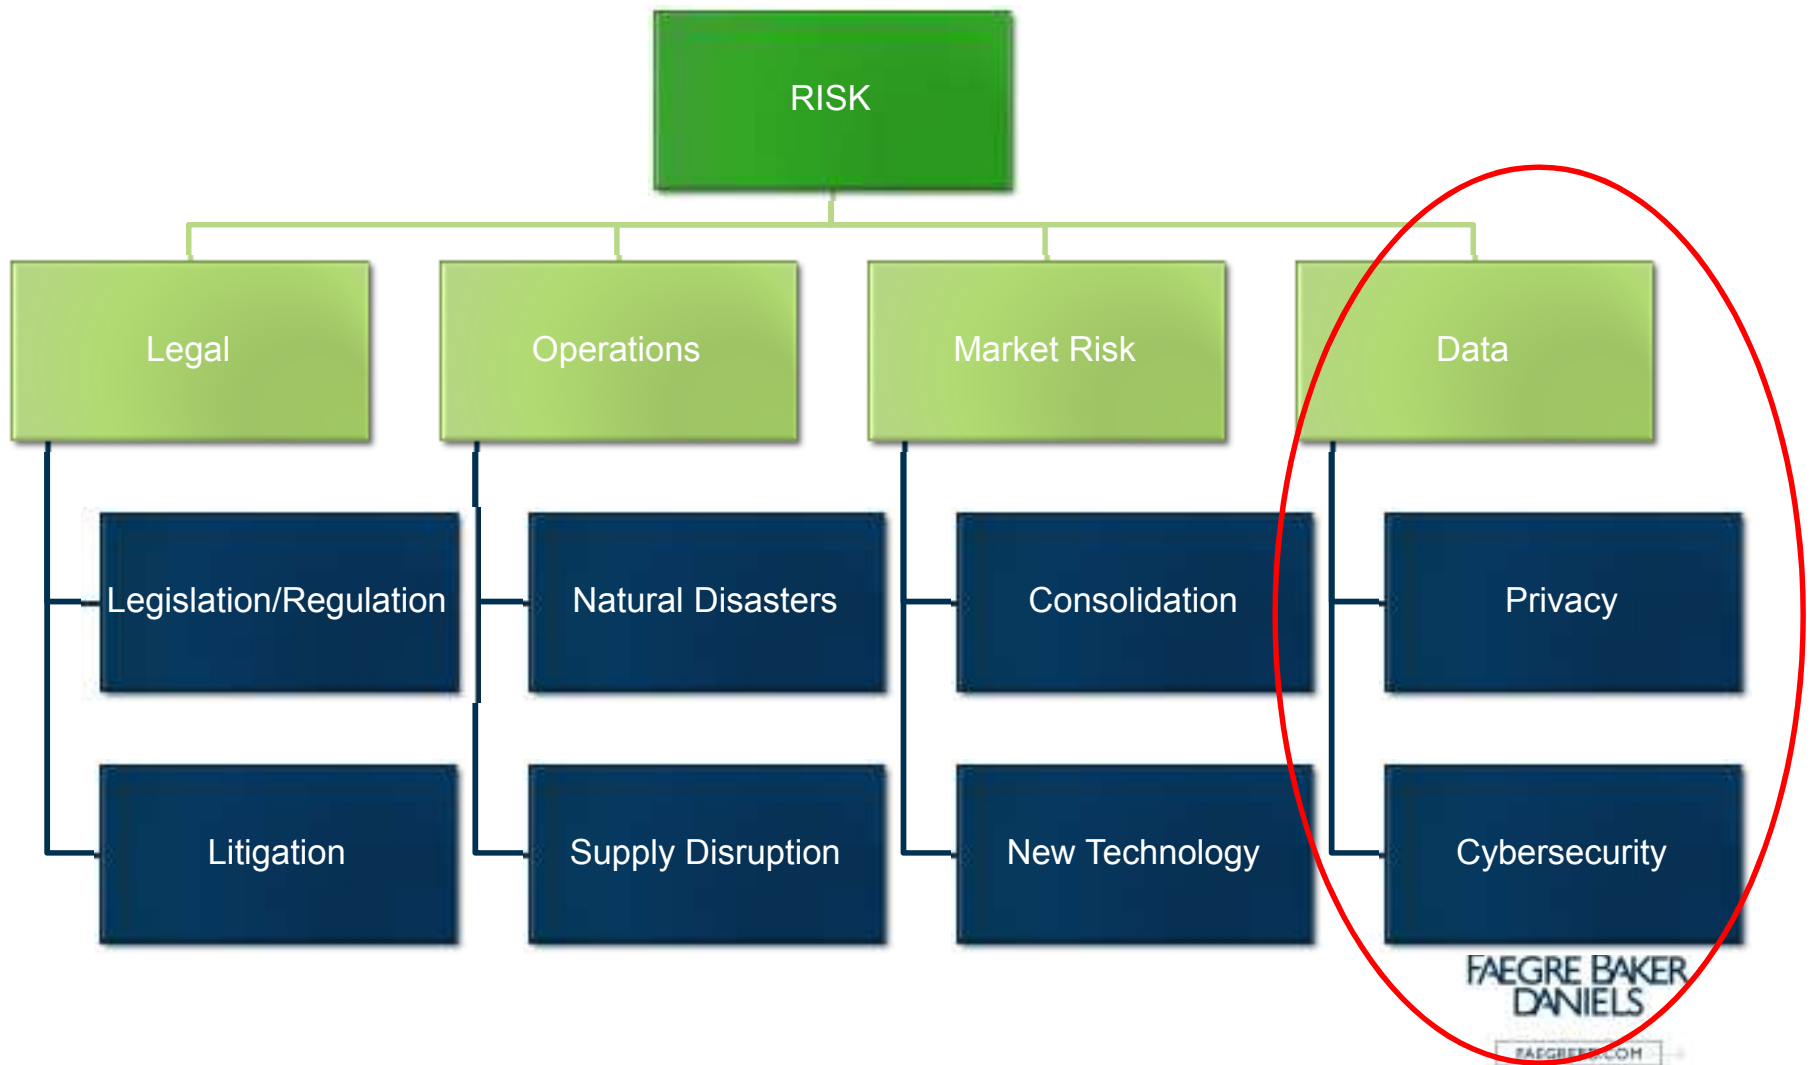 RISK
Legal
Operations
Market Risk
Data
Legislation/Regulation
Natural Disasters
Consolidation
Privacy
Litigation
Supply Disruption
New Technology
Cybersecurity
FAEGRE BAKER
DANIELS